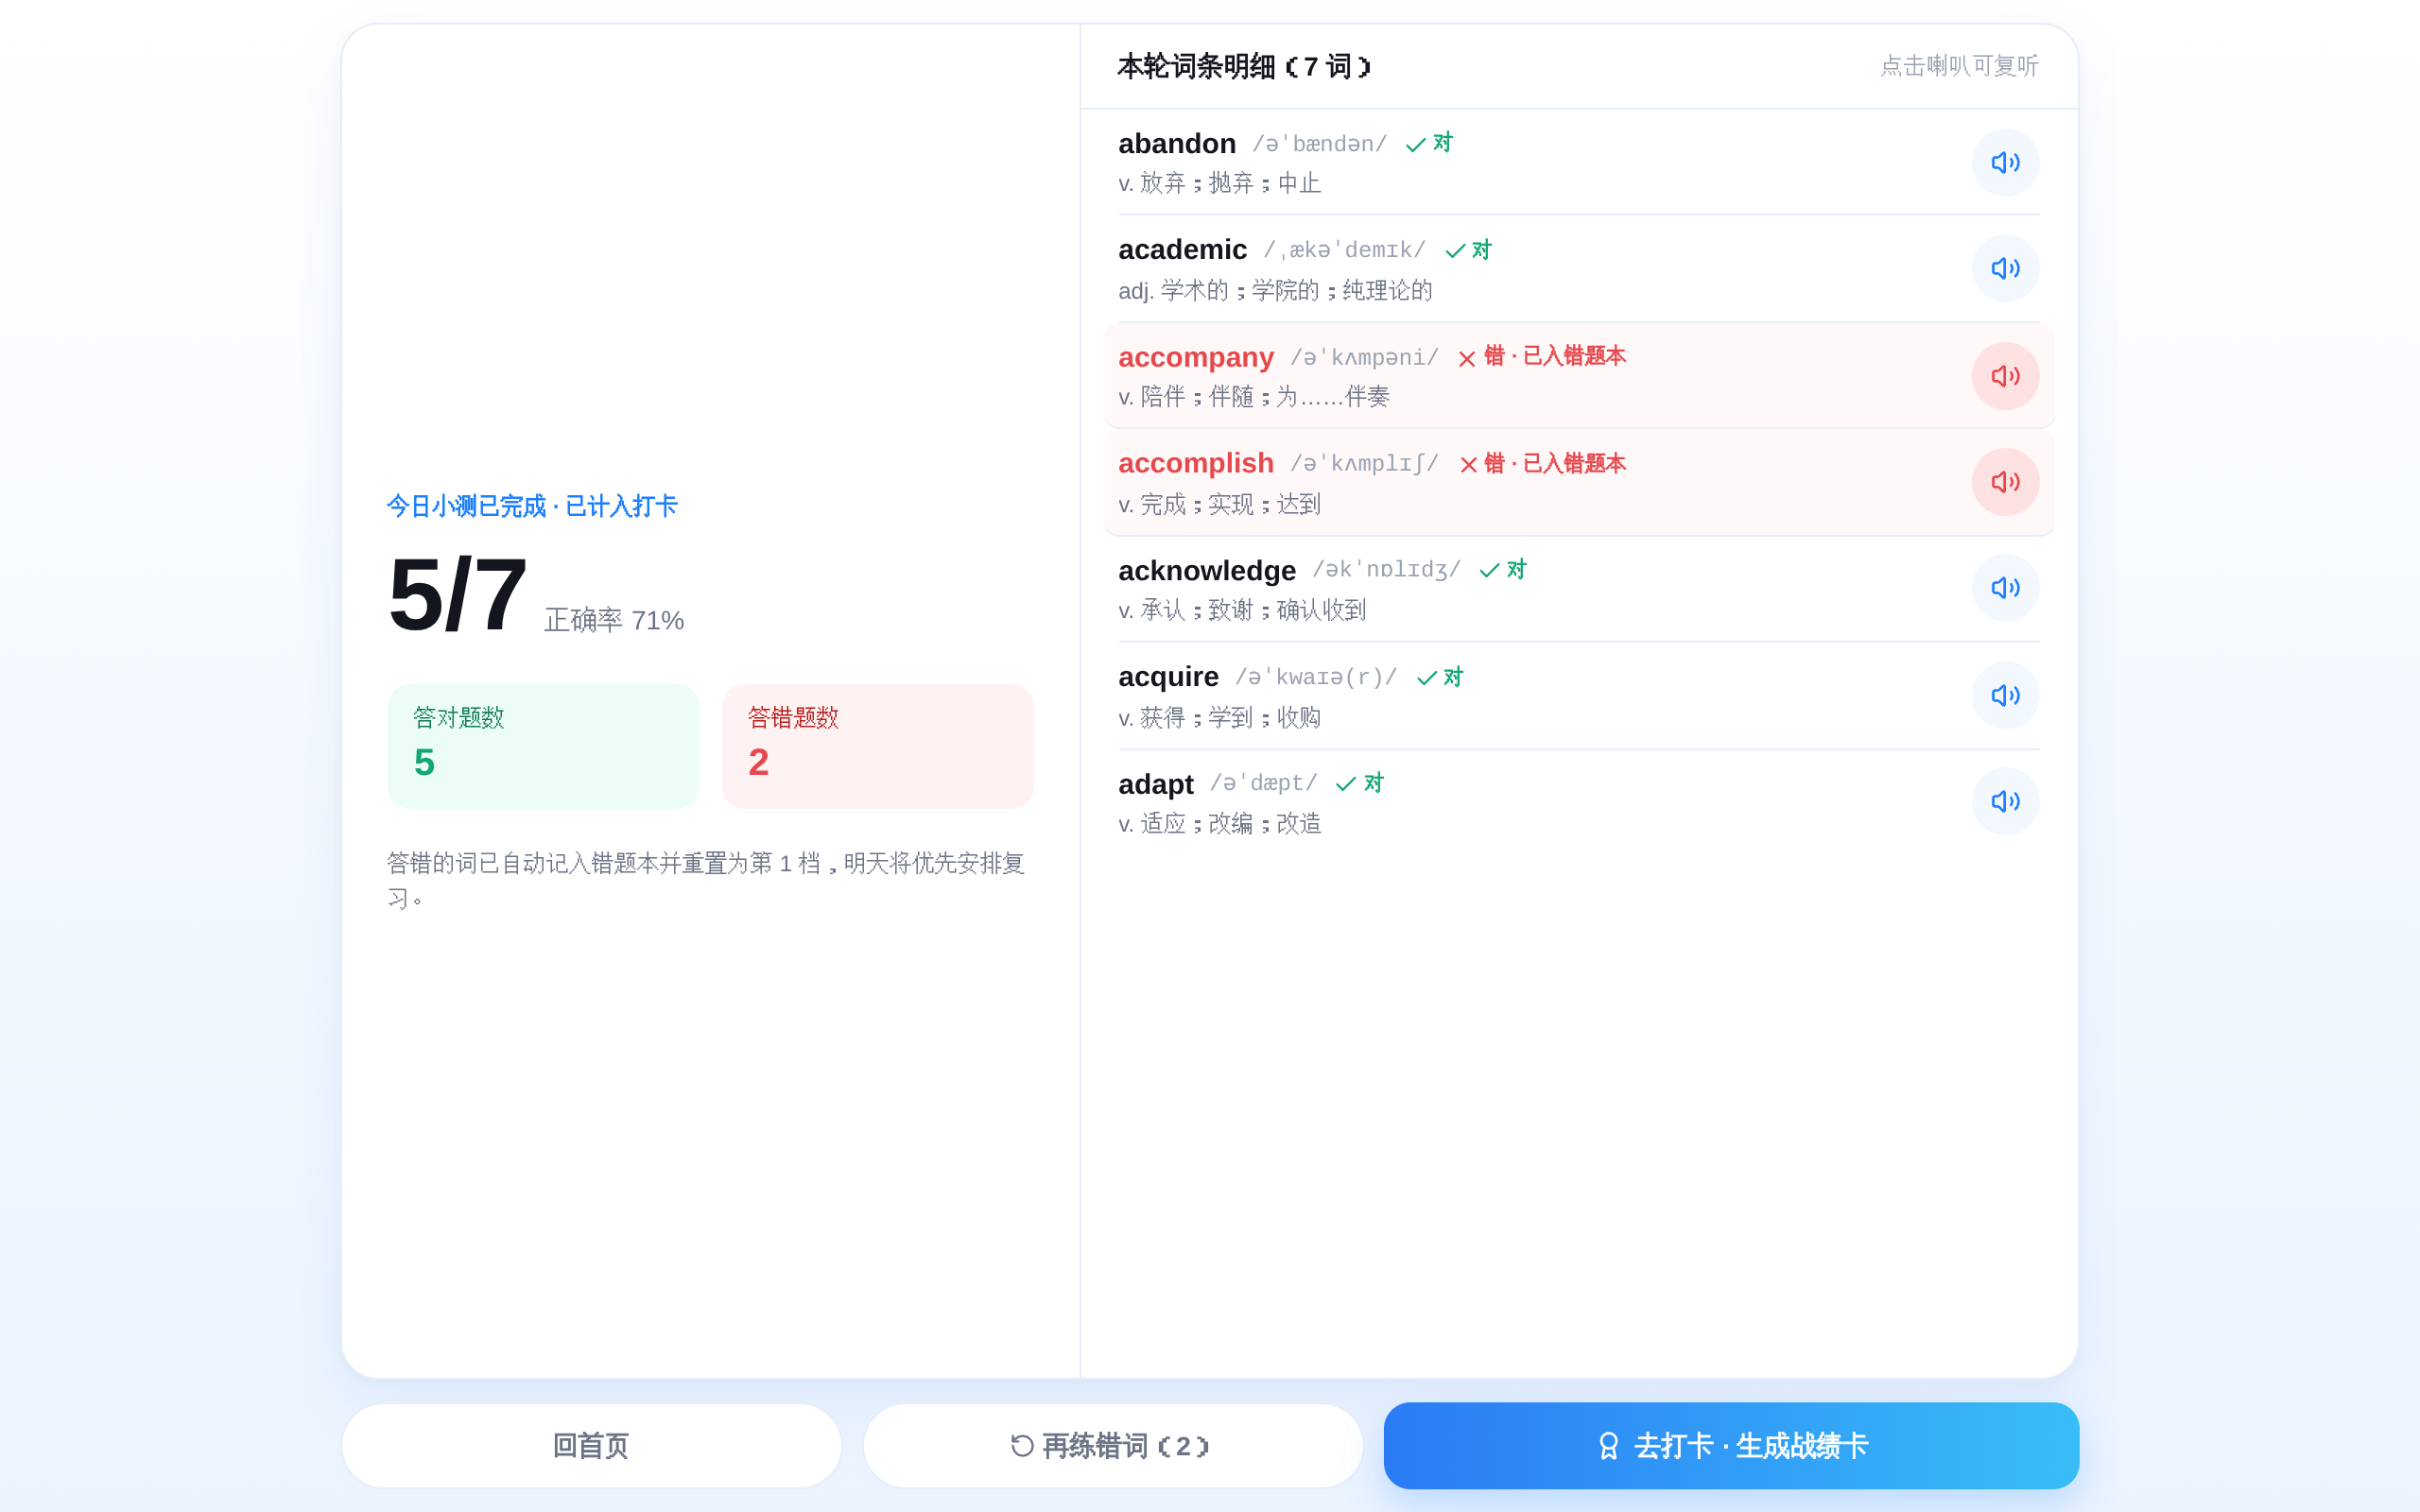 今日小测已完成 · 已计入打卡
5/7 正确率 71%
答对题数
5
答错题数
2
答错的词已自动记入错题本并重置为第 1 档，明天将优先安排复
习。
本轮词条明细（7 词）
点击喇叭可复听
abandon /əˈbændən/ 对
v. 放弃；抛弃；中止
academic /ˌækəˈdemɪk/ 对
adj. 学术的；学院的；纯理论的
accompany /əˈkʌmpəni/ 错 · 已入错题本
v. 陪伴；伴随；为……伴奏
accomplish /əˈkʌmplɪʃ/ 错 · 已入错题本
v. 完成；实现；达到
acknowledge /əkˈnɒlɪdʒ/ 对
v. 承认；致谢；确认收到
acquire /əˈkwaɪə(r)/ 对
v. 获得；学到；收购
adapt /əˈdæpt/ 对
v. 适应；改编；改造
回首页
再练错词（2）
去打卡 · 生成战绩卡